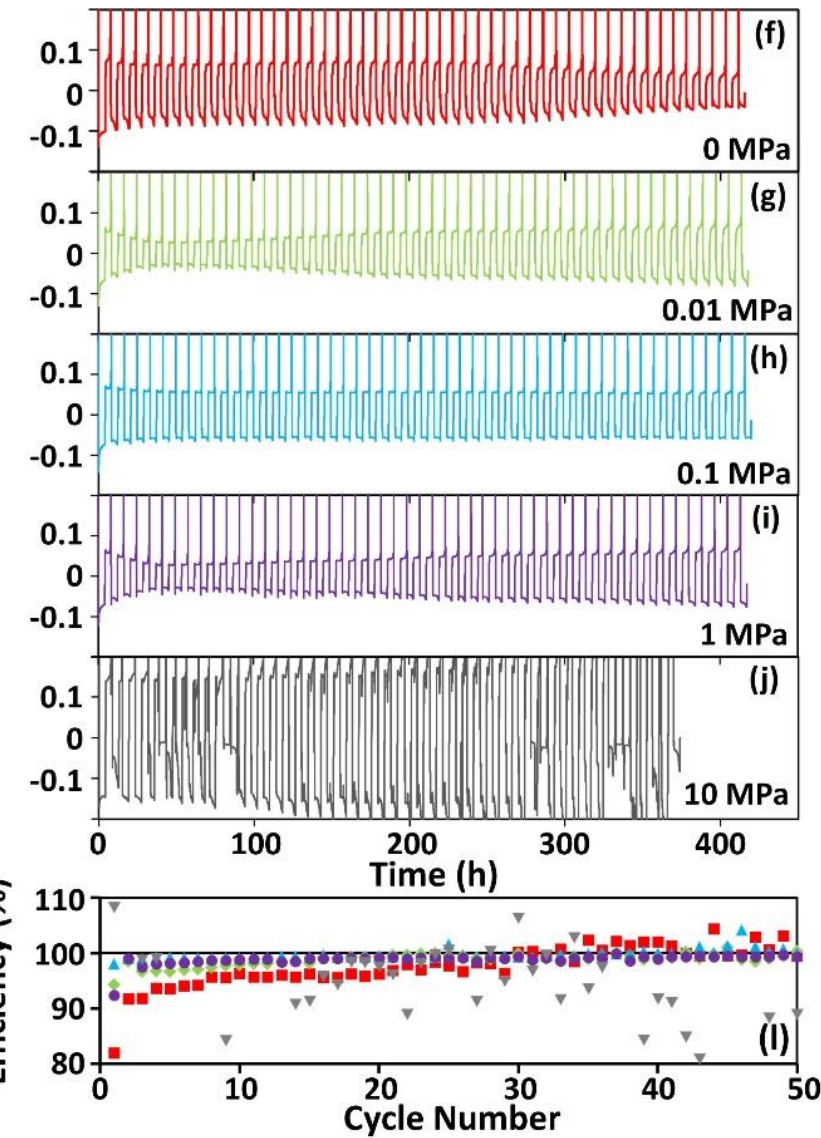 (f)
0.1
0
-0.1
0 MPa
(g)
0.1
0
-0.1
0.01 MPa
(h)
0.1
0
-0.1
0.1 MPa
(i)
0.1
0
-0.1
1 MPa
(j)
0.1
0
-0.1
10 MPa
0 100 200 300 400
Time (h)
110
100
90
80
Efficiency (%)
(l)
0 10 20 30 40 50
Cycle Number